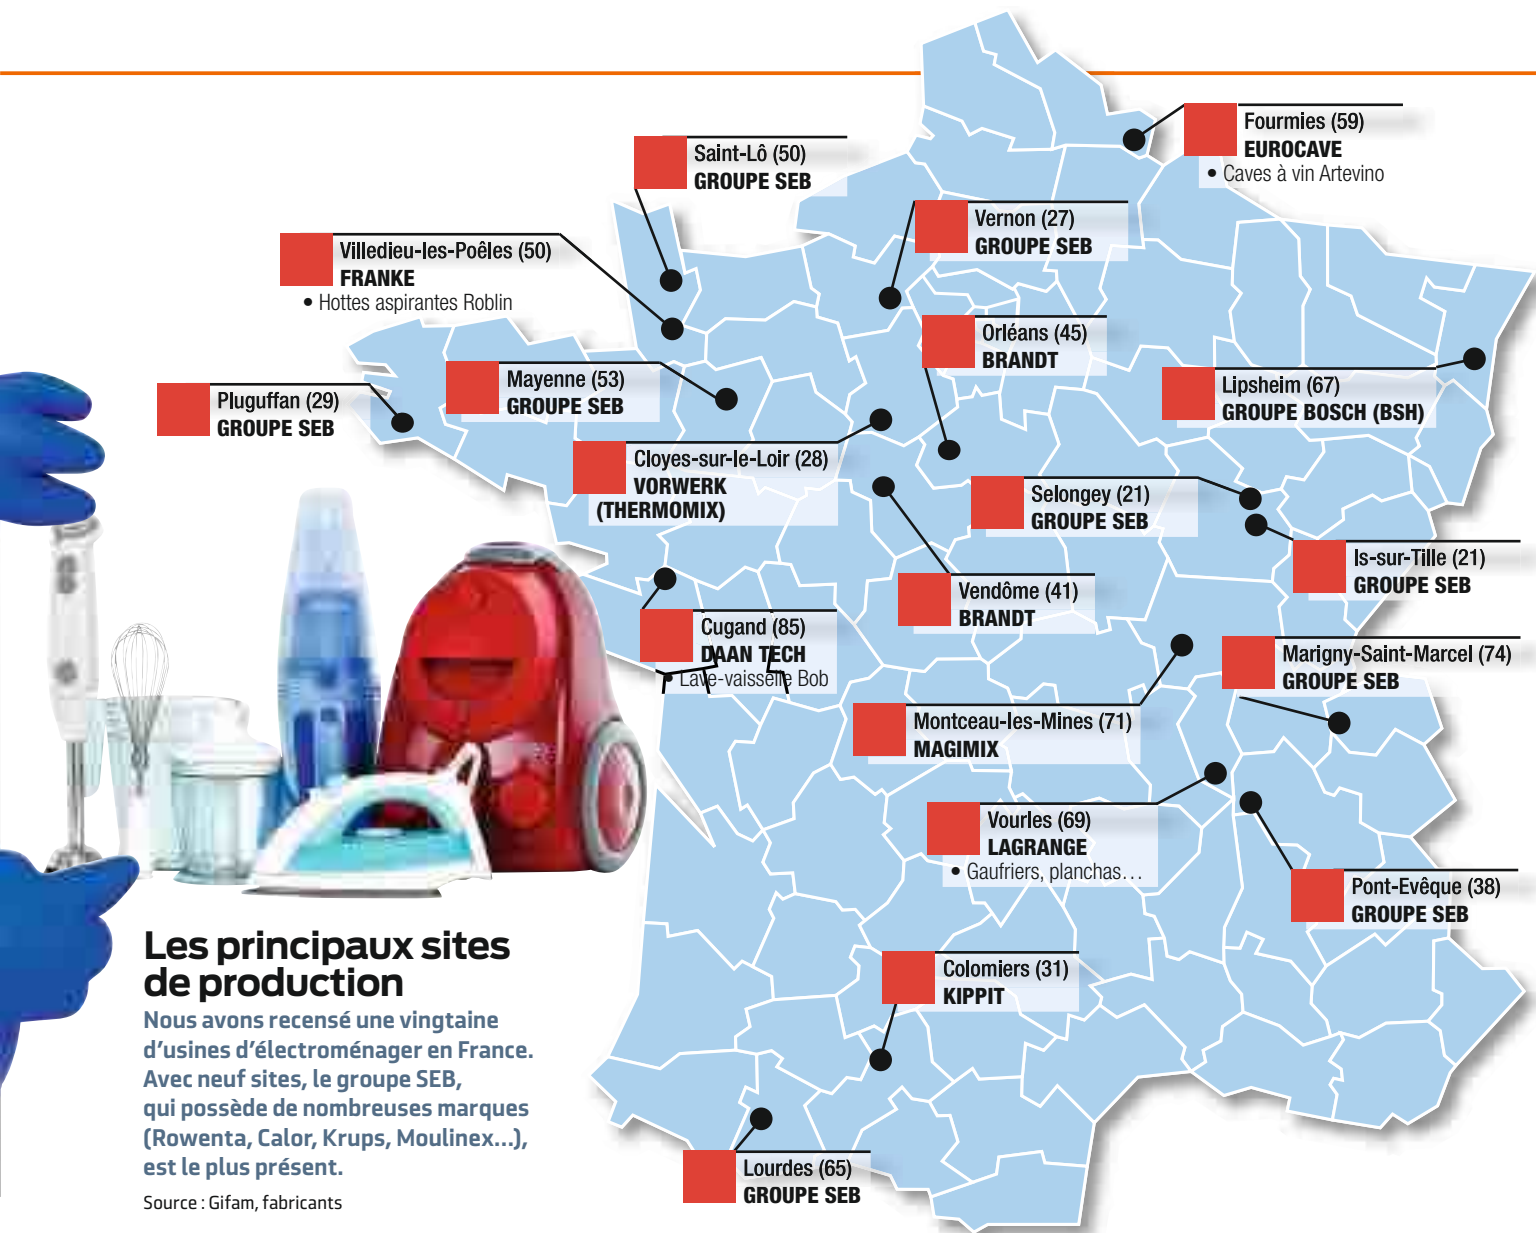 Fourmies (59)
EUROCAVE
• Caves à vin Artevino
Saint-Lô (50)
GROUPE SEB
Vernon (27)
GROUPE SEB
Villedieu-les-Poêles (50)
FRANKE
• Hottes aspirantes Roblin
Orléans (45)
BRANDT
Mayenne (53)
GROUPE SEB
Lipsheim (67)
GROUPE BOSCH (BSH)
Pluguffan (29)
GROUPE SEB
Cloyes-sur-le-Loir (28)
VORWERK
(THERMOMIX)
Selongey (21)
GROUPE SEB
Is-sur-Tille (21)
GROUPE SEB
Vendôme (41)
BRANDT
Cugand (85)
DAAN TECH
• Lave-vaisselle Bob
Marigny-Saint-Marcel (74)
GROUPE SEB
Montceau-les-Mines (71)
MAGIMIX
Vourles (69)
LAGRANGE
• Gaufriers, planchas…
Pont-Evêque (38)
GROUPE SEB
Colomiers (31)
KIPPIT
Lourdes (65)
GROUPE SEB
Les principaux sites
de production
Nous avons recensé une vingtaine
d’usines d’électroménager en France.
Avec neuf sites, le groupe SEB,
qui possède de nombreuses marques
(Rowenta, Calor, Krups, Moulinex…),
est le plus présent.
Source : Gifam, fabricants